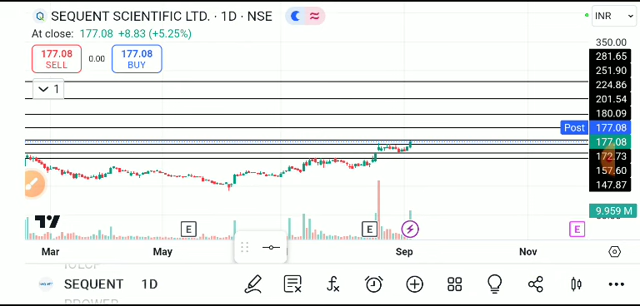 SEQUENT SCIENTIFIC LTD. · 1D · NSE
INR
At close: 177.08 +8.83 (+5.25%)
177.08 SELL
0.00
177.08 BUY
1
350.00
281.65
251.90
224.86
201.54
180.09
Post 177.08
177.08
172.73
157.60
147.87
9.959 M
E
E
E
Mar
May
Sep
Nov
SEQUENT 1D